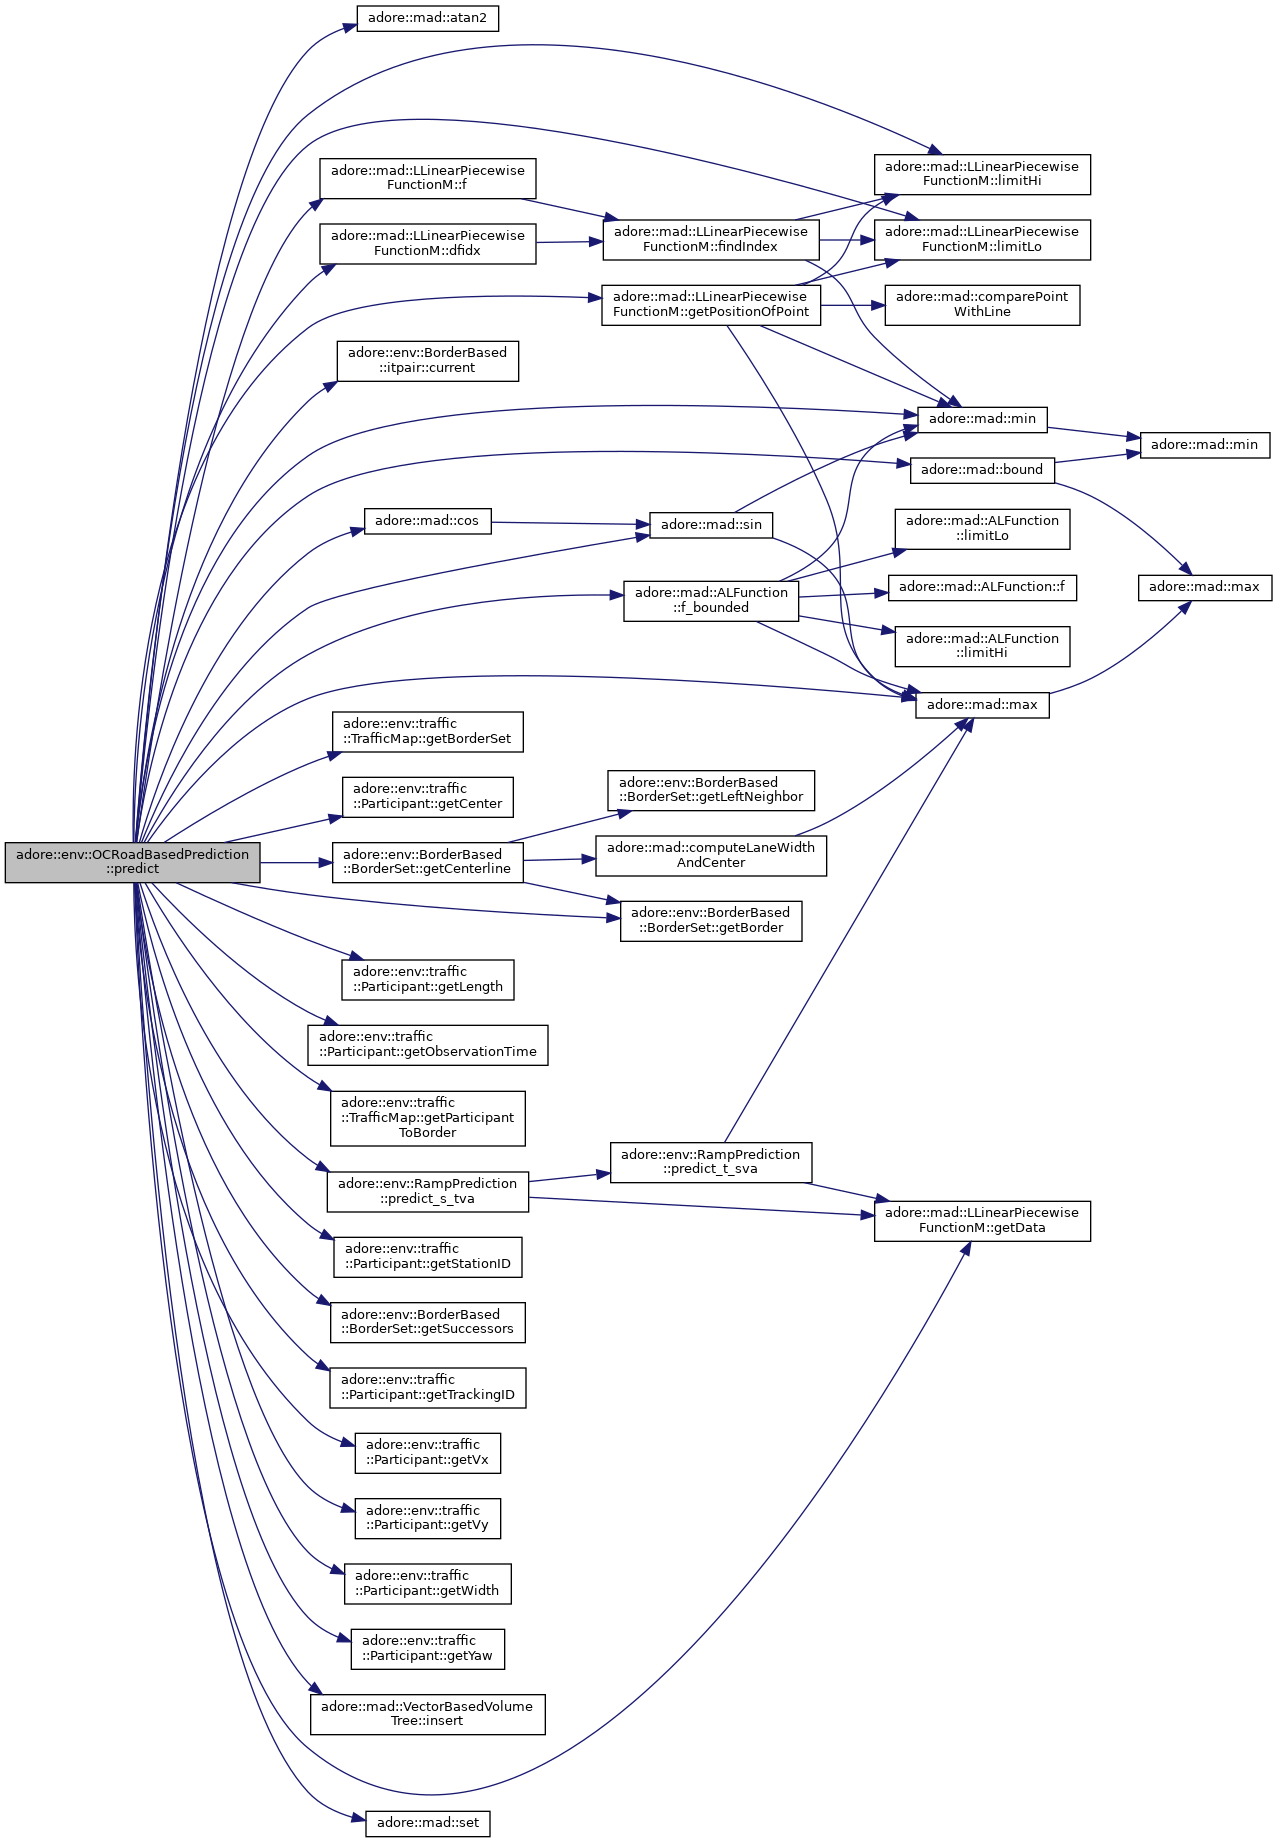 adore::mad::atan2
adore::mad::LLinearPiecewise
FunctionM::limitHi
adore::mad::LLinearPiecewise
FunctionM::f
adore::mad::LLinearPiecewise
FunctionM::findIndex
adore::mad::LLinearPiecewise
FunctionM::limitLo
adore::mad::LLinearPiecewise
FunctionM::dfidx
adore::mad::LLinearPiecewise
FunctionM::getPositionOfPoint
adore::mad::comparePoint
WithLine
adore::env::BorderBased
::itpair::current
adore::mad::min
adore::mad::min
adore::mad::bound
adore::mad::cos
adore::mad::sin
adore::mad::ALFunction
::limitLo
adore::mad::ALFunction
::f_bounded
adore::mad::ALFunction::f
adore::mad::max
adore::mad::ALFunction
::limitHi
adore::mad::max
adore::env::traffic
::TrafficMap::getBorderSet
adore::env::traffic
::Participant::getCenter
adore::env::BorderBased
::BorderSet::getLeftNeighbor
adore::env::OCRoadBasedPrediction
::predict
adore::env::BorderBased
::BorderSet::getCenterline
adore::mad::computeLaneWidth
AndCenter
adore::env::BorderBased
::BorderSet::getBorder
adore::env::traffic
::Participant::getLength
adore::env::traffic
::Participant::getObservationTime
adore::env::traffic
::TrafficMap::getParticipant
ToBorder
adore::env::RampPrediction
::predict_t_sva
adore::env::RampPrediction
::predict_s_tva
adore::mad::LLinearPiecewise
FunctionM::getData
adore::env::traffic
::Participant::getStationID
adore::env::BorderBased
::BorderSet::getSuccessors
adore::env::traffic
::Participant::getTrackingID
adore::env::traffic
::Participant::getVx
adore::env::traffic
::Participant::getVy
adore::env::traffic
::Participant::getWidth
adore::env::traffic
::Participant::getYaw
adore::mad::VectorBasedVolume
Tree::insert
adore::mad::set